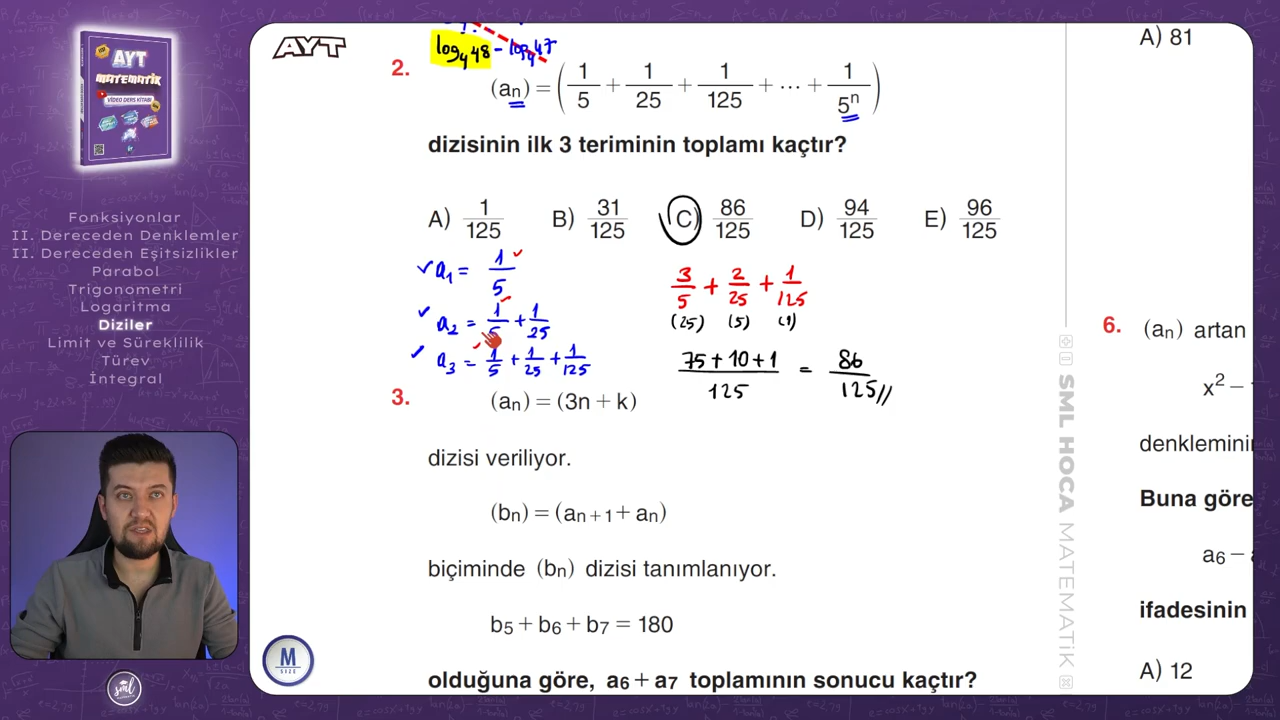 AYT
MATEMATİK
VİDEO DERS KİTABI
Fonksiyonlar
II. Dereceden Denklemler
II. Dereceden Eşitsizlikler
Parabol
Trigonometri
Logaritma
Diziler
Limit ve Süreklilik
Türev
İntegral
M
SIZE
sml
AYT
log₄48 - log₄47
2. (aₙ) = (1/5 + 1/25 + 1/125 + ... + 1/5ⁿ)
dizisinin ilk 3 teriminin toplamı kaçtır?
A) 1/125 B) 31/125 C) 86/125 D) 94/125 E) 96/125
a₁ = 1/5
a₂ = 1/5 + 1/25
a₃ = 1/5 + 1/25 + 1/125
3/5 + 2/25 + 1/125
(25) (5) (1)
75 + 10 + 1 / 125 = 86/125 //
3. (aₙ) = (3n + k)
dizisi veriliyor.
(bₙ) = (aₙ₊₁ + aₙ)
biçiminde (bₙ) dizisi tanımlanıyor.
b₅ + b₆ + b₇ = 180
olduğuna göre, a₆ + a₇ toplamının sonucu kaçtır?
SML HOCA MATEMATİK
A) 81
6. (aₙ) artan
x² −
denklemini
Buna göre
a₆ −
ifadesinin
A) 12